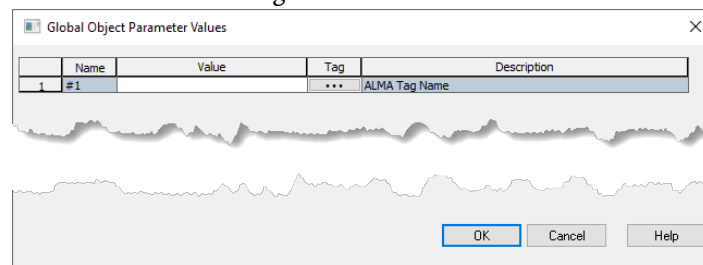 Global Object Parameter Values
Name Value Tag Description
1 #1 ... ALMA Tag Name
OK Cancel Help